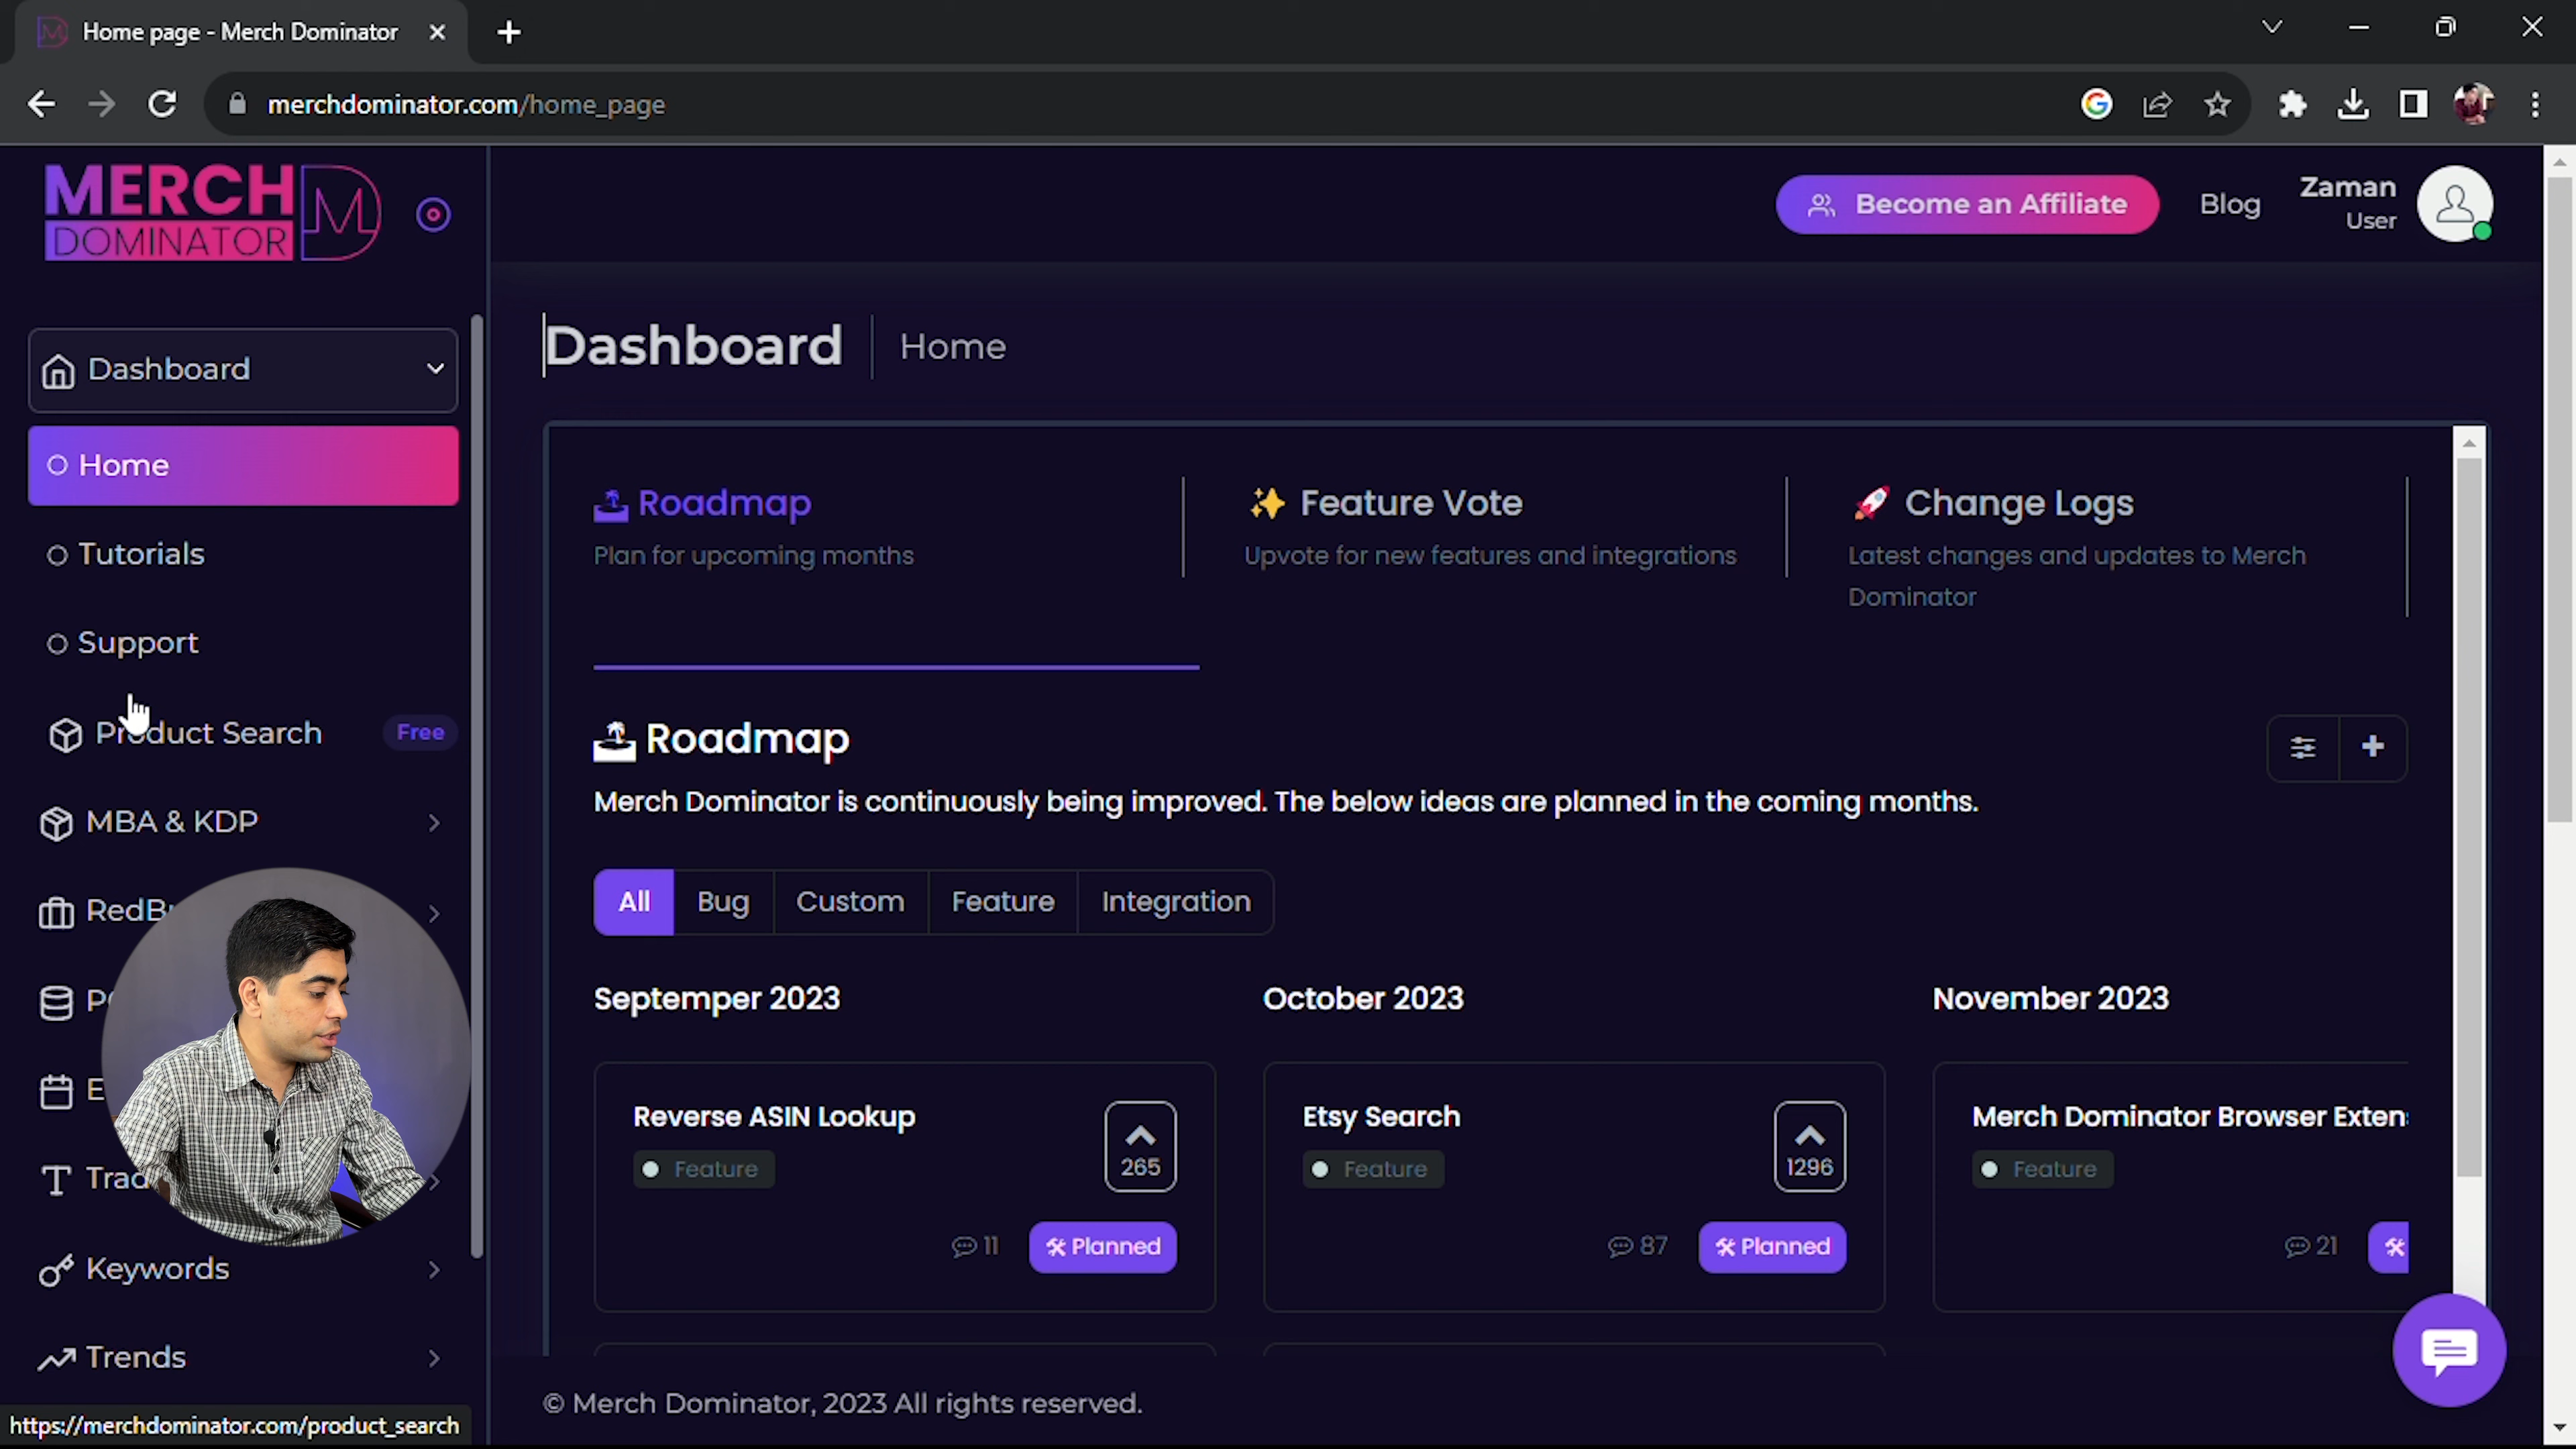 Home page - Merch Dominator
merchdominator.com/home_page
MERCH
DOMINATOR
Become an Affiliate
Blog
Zaman
User
Dashboard
Home
Tutorials
Support
Product Search
Free
MBA & KDP
Keywords
Trends
https://merchdominator.com/product_search
Dashboard
Home
Roadmap
Plan for upcoming months
Feature Vote
Upvote for new features and integrations
Change Logs
Latest changes and updates to Merch
Dominator
Roadmap
Merch Dominator is continuously being improved. The below ideas are planned in the coming months.
All
Bug
Custom
Feature
Integration
Septemper 2023
October 2023
November 2023
Reverse ASIN Lookup
Feature
265
11
Planned
Etsy Search
Feature
1296
87
Planned
Merch Dominator Browser
Feature
21
© Merch Dominator, 2023 All rights reserved.